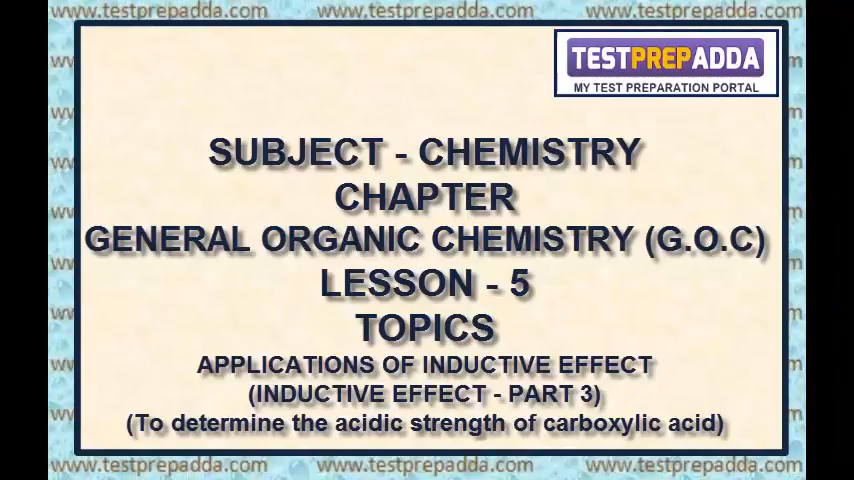 www.testprepadda.com www.testprepadda.com www.testprepadda.com
TESTPREPADDA
MY TEST PREPARATION PORTAL
SUBJECT - CHEMISTRY
CHAPTER
GENERAL ORGANIC CHEMISTRY (G.O.C)
LESSON - 5
TOPICS
APPLICATIONS OF INDUCTIVE EFFECT
(INDUCTIVE EFFECT - PART 3)
(To determine the acidic strength of carboxylic acid)
www.testprepadda.com www.testprepadda.com www.testprepadda.com